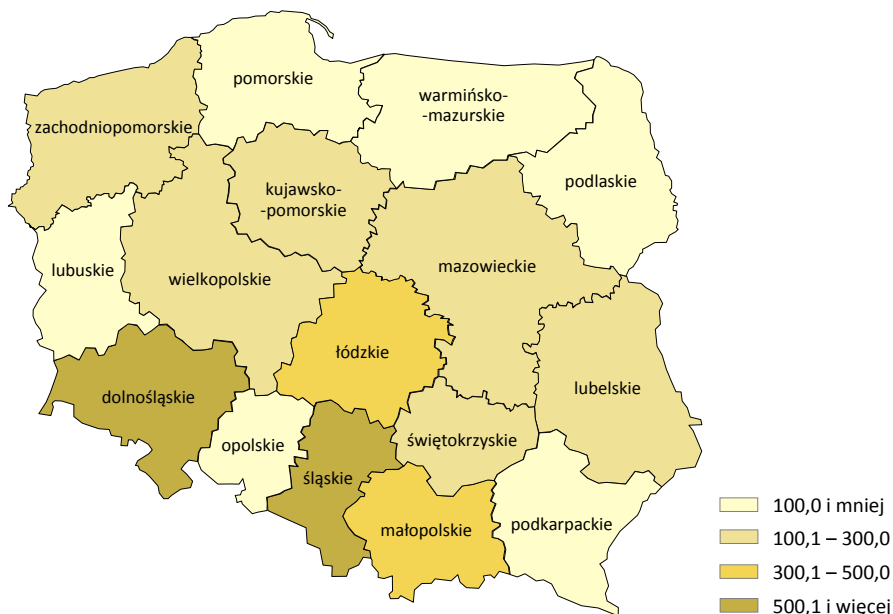 pomorskie
warmińsko-
-mazurskie
zachodniopomorskie
podlaskie
kujawsko-
-pomorskie
lubuskie
wielkopolskie
mazowieckie
łódzkie
dolnośląskie
lubelskie
opolskie
śląskie
świętokrzyskie
małopolskie
podkarpackie
100,0 i mniej
100,1 – 300,0
300,1 – 500,0
500,1 i więcej